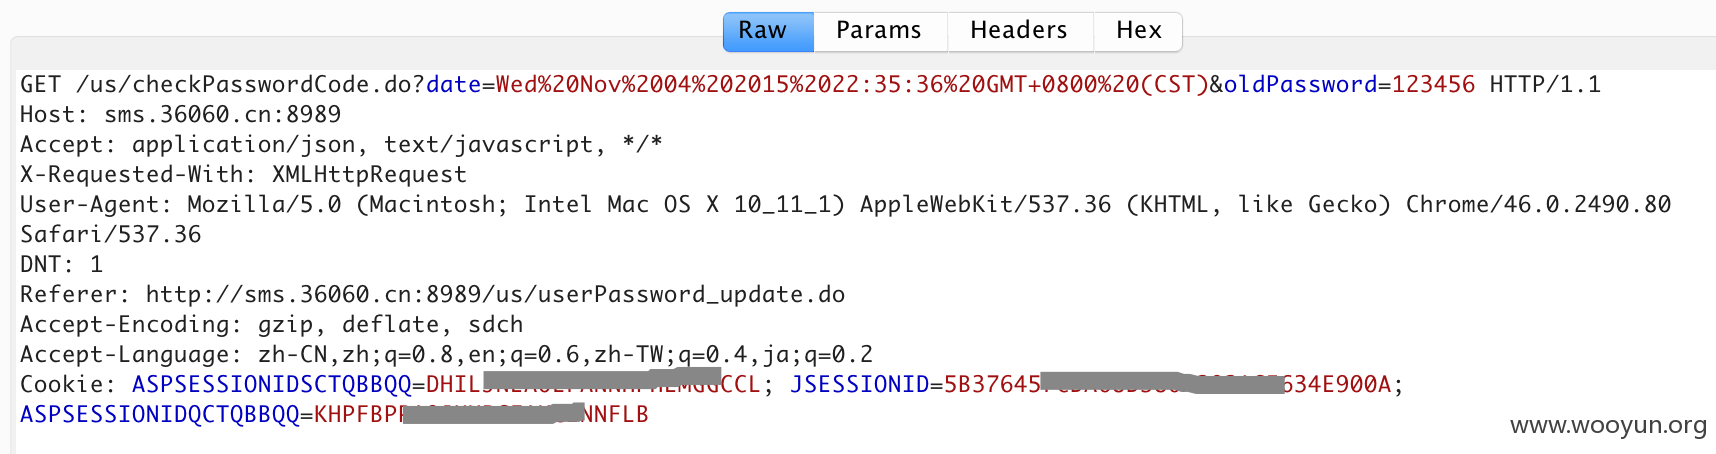 Raw Params Headers Hex
GET /us/checkPasswordCode.do?date=Wed%20Nov%2004%202015%2022:35:36%20GMT+0800%20(CST)&oldPassword=123456 HTTP/1.1
Host: sms.36060.cn:8989
Accept: application/json, text/javascript, */*
X-Requested-With: XMLHttpRequest
User-Agent: Mozilla/5.0 (Macintosh; Intel Mac OS X 10_11_1) AppleWebKit/537.36 (KHTML, like Gecko) Chrome/46.0.2490.80
Safari/537.36
DNT: 1
Referer: http://sms.36060.cn:8989/us/userPassword_update.do
Accept-Encoding: gzip, deflate, sdch
Accept-Language: zh-CN,zh;q=0.8,en;q=0.6,zh-TW;q=0.4,ja;q=0.2
Cookie: ASPSESSIONIDSCTQBBQQ=DHIL CCL; JSESSIONID=5B37645 634E900A;
ASPSESSIONIDQCTQBBQQ=KHPFBP NNFLB
www.wooyun.org